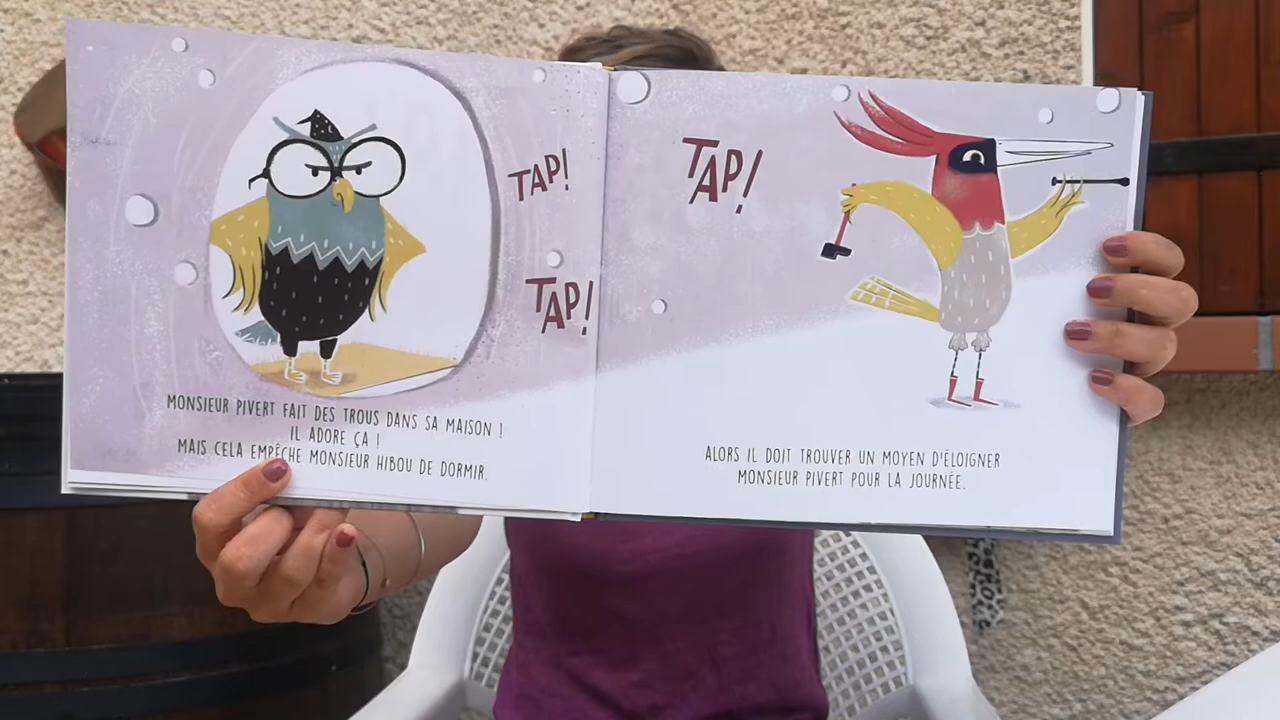 TAP!
TAP!
MONSIEUR PIVERT FAIT DES TROUS DANS SA MAISON !
IL ADORE ÇA !
MAIS CELA EMPÊCHE MONSIEUR HIBOU DE DORMIR.
TAP!
ALORS IL DOIT TROUVER UN MOYEN D'ÉLOIGNER
MONSIEUR PIVERT POUR LA JOURNÉE.